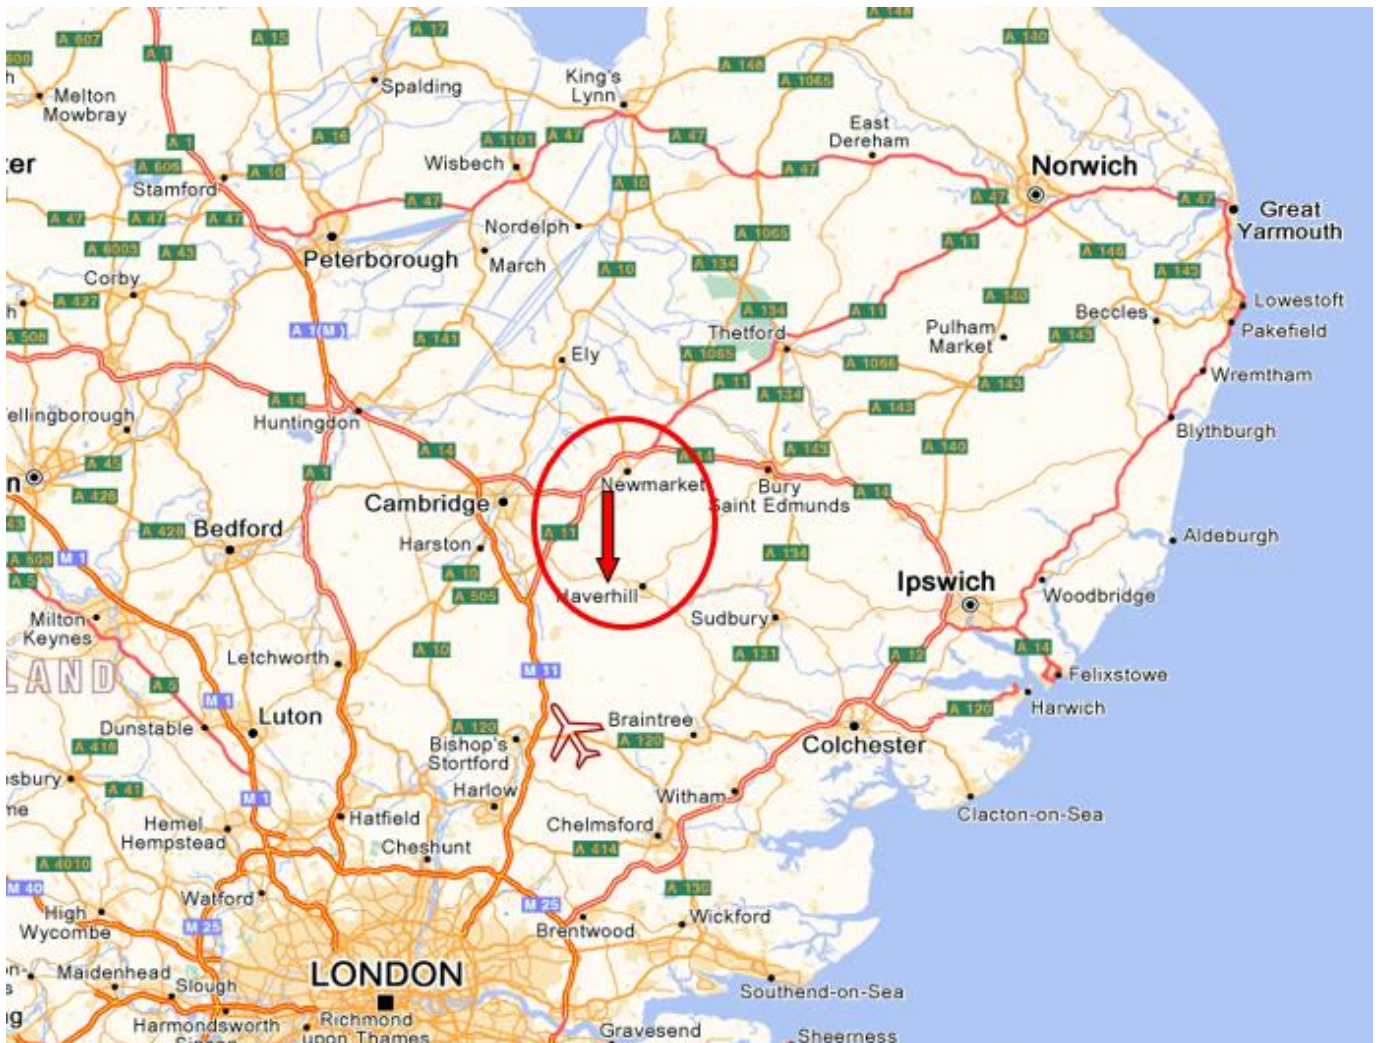 A 17
A 148
A 607
A 15
A 140
A 1
King's
Lynn
A 148
A 1065
Spalding
Melton
Mowbray
A 16
A 1101
A 47
A 47
East
Dereham
A 1
ter
A 606
A 16
Wisbech
A 47
Norwich
Stamford
A 10
A 47
A 47
A 47
A 47
A 47
A 47
Great
Yarmouth
Nordelph
A 1065
A 11
A 6003
A 43
Peterborough
March
A 10
A 134
A 146
A 143
Corby
A 427
A 140
Lowestoft
A 134
A 11
Beccles
A 1(M)
Thetford
Pulham
Market
Pakefield
A 508
A 141
A 143
Ely
A 1065
A 1066
A 11
Wremtham
A 14
A 134
A 143
A 143
ellingborough
Huntingdon
Blythburgh
A 14
A 143
A 140
A 14
A 45
A 1
n
Newmarket
Bury
Saint Edmunds
A 14
A 428
Cambridge
A 428
Bedford
A 11
Aldeburgh
Harston
A 134
M 1
A 508
A 10
A 5
Ipswich
A 505
Haverhill
Woodbridge
Milton
Keynes
Sudbury
A 10
A 131
A 12
A 14
Letchworth
LAND
M 11
Felixstowe
A 5
M 1
Harwich
A 120
Luton
Dunstable
A 120
Braintree
A 120
Bishop's
Stortford
Colchester
A 418
sbury
A 41
M 1
Harlow
Witham
me
Hatfield
Clacton-on-Sea
Hemel
Hempstead
Chelmsford
Cheshunt
A 414
A 4010
M 40
Watford
A 130
High
Wycombe
M 25
M 25
Wickford
Brentwood
LONDON
Maidenhead
Slough
Southend-on-Sea
Harmondsworth
Richmond
upon Thames
Gravesend
Sheerness